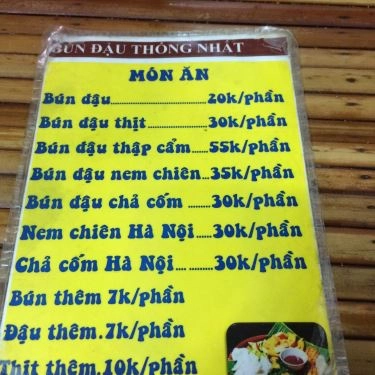 BÚN ĐẬU THỐNG NHẤT
MÓN ĂN
Bún đậu........................20k/phần
Bún đậu thịt...............30k/phần
Bún đậu thập cẩm...55k/phần
Bún đậu nem chiên...35k/phần
Bún đậu chả cốm ........30k/phần
Nem chiên Hà Nội......30k/phần
Chả cốm Hà Nội... .........30k/phần
Bún thêm 7k/phần
Đậu thêm.7k/phần
Thịt thêm.10k/phần